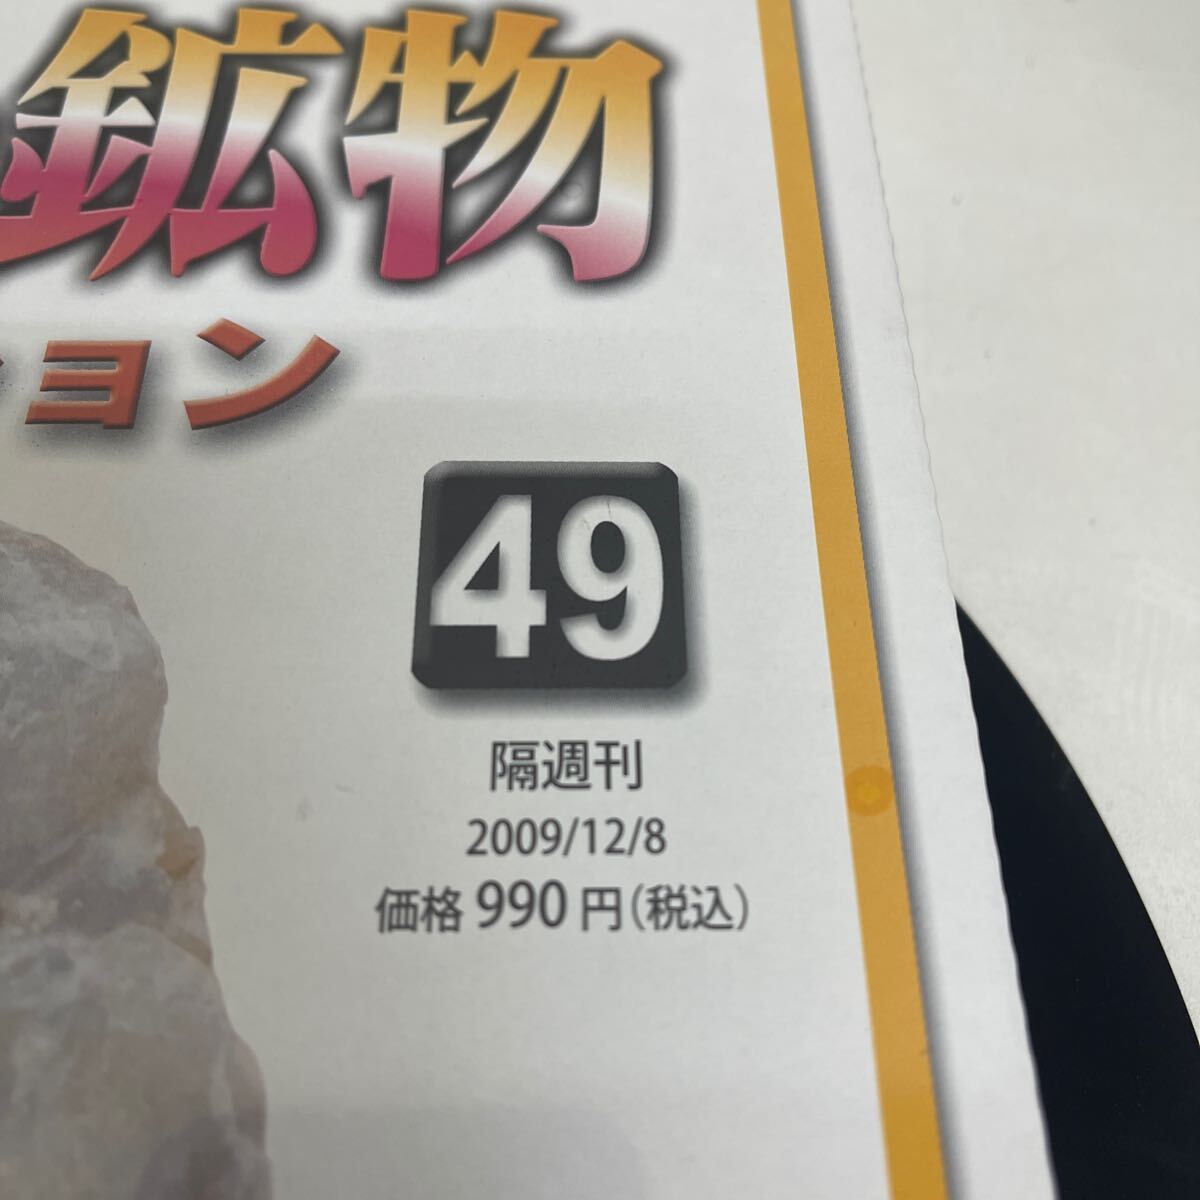 鉱物
ョン
49
隔週刊
2009/12/8
価格 990 円(税込)